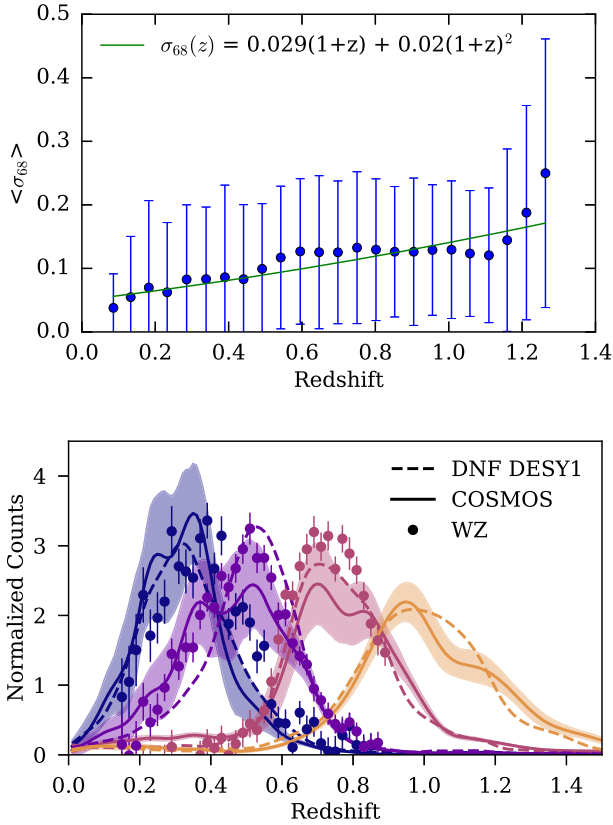 0.5
0.4
0.3
0.2
0.1
0.0
<σ68>
σ68(z) = 0.029(1+z) + 0.02(1+z)²
0.0 0.2 0.4 0.6 0.8 1.0 1.2 1.4
Redshift
4
3
2
1
0
Normalized Counts
DNF DESY1
COSMOS
WZ
0.0 0.2 0.4 0.6 0.8 1.0 1.2 1.4
Redshift